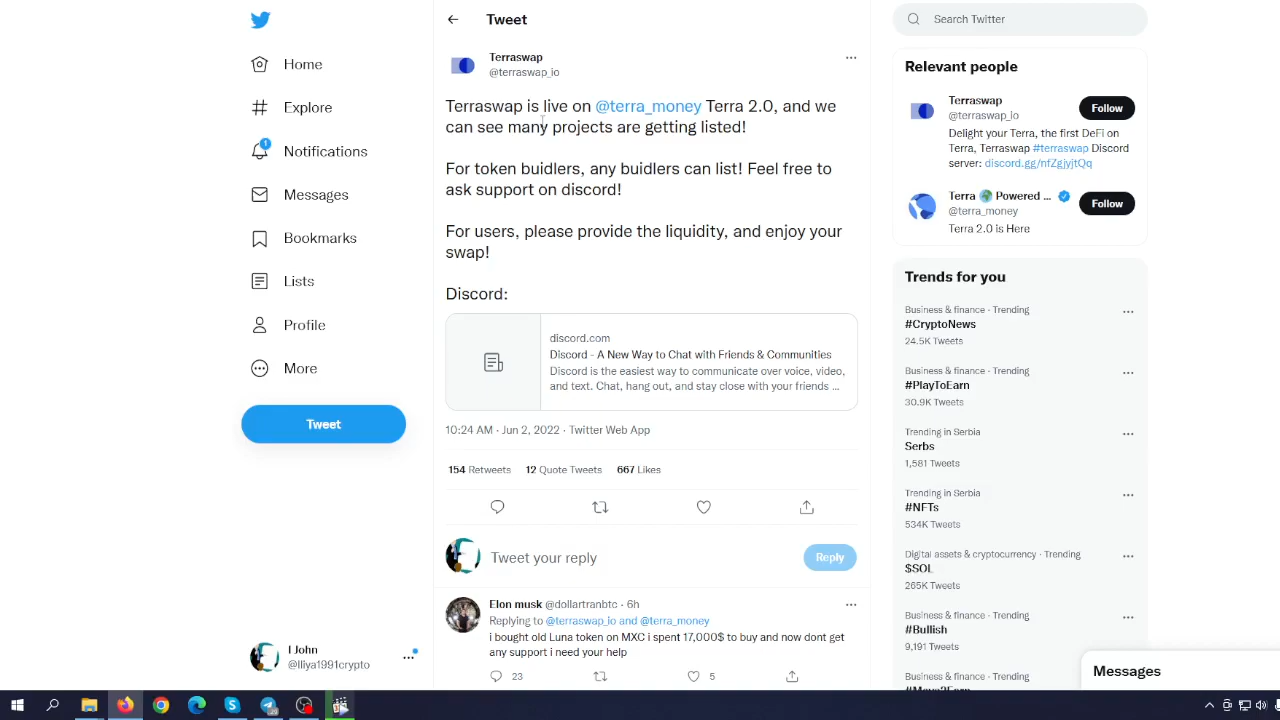 Tweet
Search Twitter
Home
Explore
1
Notifications
Messages
Bookmarks
Lists
Profile
More
Tweet
I John
@Iliya1991crypto
Terraswap
@terraswap_io
Terraswap is live on @terra_money Terra 2.0, and we
can see many projects are getting listed!
For token buidlers, any buidlers can list! Feel free to
ask support on discord!
For users, please provide the liquidity, and enjoy your
swap!
Discord:
discord.com
Discord - A New Way to Chat with Friends & Communities
Discord is the easiest way to communicate over voice, video,
and text. Chat, hang out, and stay close with your friends ...
10:24 AM · Jun 2, 2022 · Twitter Web App
154 Retweets 12 Quote Tweets 667 Likes
Tweet your reply
Reply
Elon musk @dollartranbtc · 6h
Replying to @terraswap_io and @terra_money
i bought old Luna token on MXC i spent 17,000$ to buy and now dont get
any support i need your help
23
5
Relevant people
Terraswap
@terraswap_io
Follow
Delight your Terra, the first DeFi on
Terra, Terraswap #terraswap Discord
server: discord.gg/nfZgjyjtQq
Terra Powered ...
@terra_money
Follow
Terra 2.0 is Here
Trends for you
Business & finance · Trending
#CryptoNews
24.5K Tweets
Business & finance · Trending
#PlayToEarn
30.9K Tweets
Trending in Serbia
Serbs
1,581 Tweets
Trending in Serbia
#NFTs
534K Tweets
Digital assets & cryptocurrency · Trending
$SOL
265K Tweets
Business & finance · Trending
#Bullish
9,191 Tweets
Business & finance · Trending
#Move2Earn
Messages